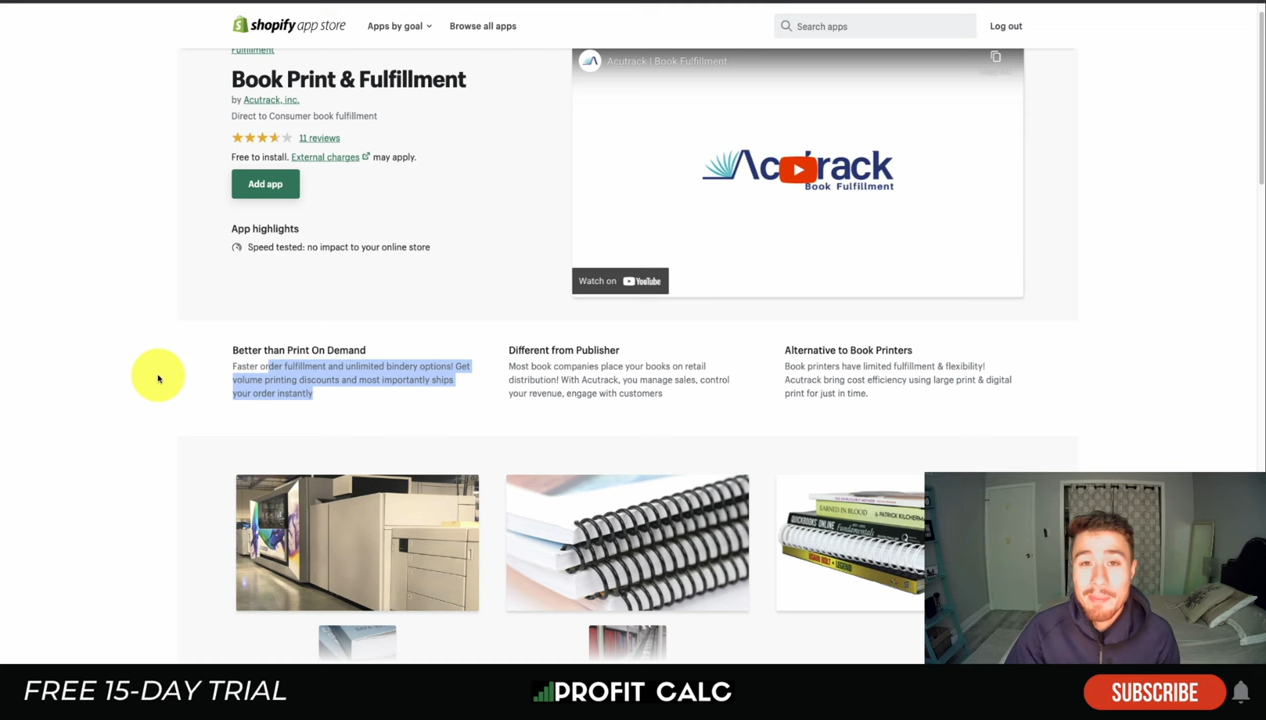 shopify app store
Apps by goal
Browse all apps
Search apps
Log out
Fulfillment
Book Print & Fulfillment
by Acutrack, inc.
Direct to Consumer book fulfillment
11 reviews
Free to install. External charges may apply.
Add app
App highlights
Speed tested: no impact to your online store
Acutrack | Book Fulfillment
Acutrack
Book Fulfillment
Watch on YouTube
Better than Print On Demand
Faster order fulfillment and unlimited bindery options! Get
volume printing discounts and most importantly ships
your order instantly
Different from Publisher
Most book companies place your books on retail
distribution! With Acutrack, you manage sales, control
your revenue, engage with customers
Alternative to Book Printers
Book printers have limited fulfillment & flexibility!
Acutrack bring cost efficiency using large print & digital
print for just in time.
EARNED IN BLOOD
QUICKBOOKS ONLINE Fundamentals
FREE 15-DAY TRIAL
PROFIT CALC
SUBSCRIBE